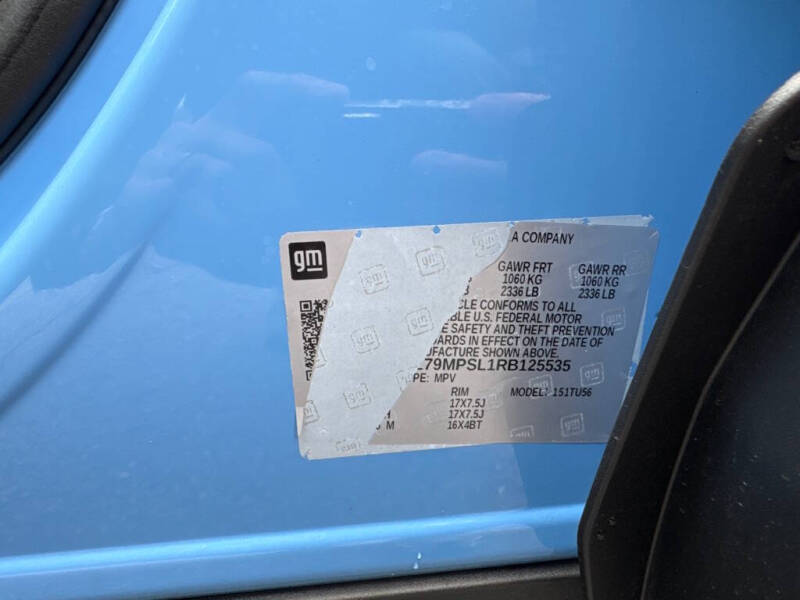 gm
A COMPANY
GAWR FRT GAWR RR
1060 KG 1060 KG
2336 LB 2336 LB
CLE CONFORMS TO ALL
BLE U.S. FEDERAL MOTOR
E SAFETY AND THEFT PREVENTION
ARDS IN EFFECT ON THE DATE OF
UFACTURE SHOWN ABOVE.
79MPSL1RB125535
PE: MPV
RIM MODEL: 1S1TU56
17X7.5J
17X7.5J
M 16X4BT